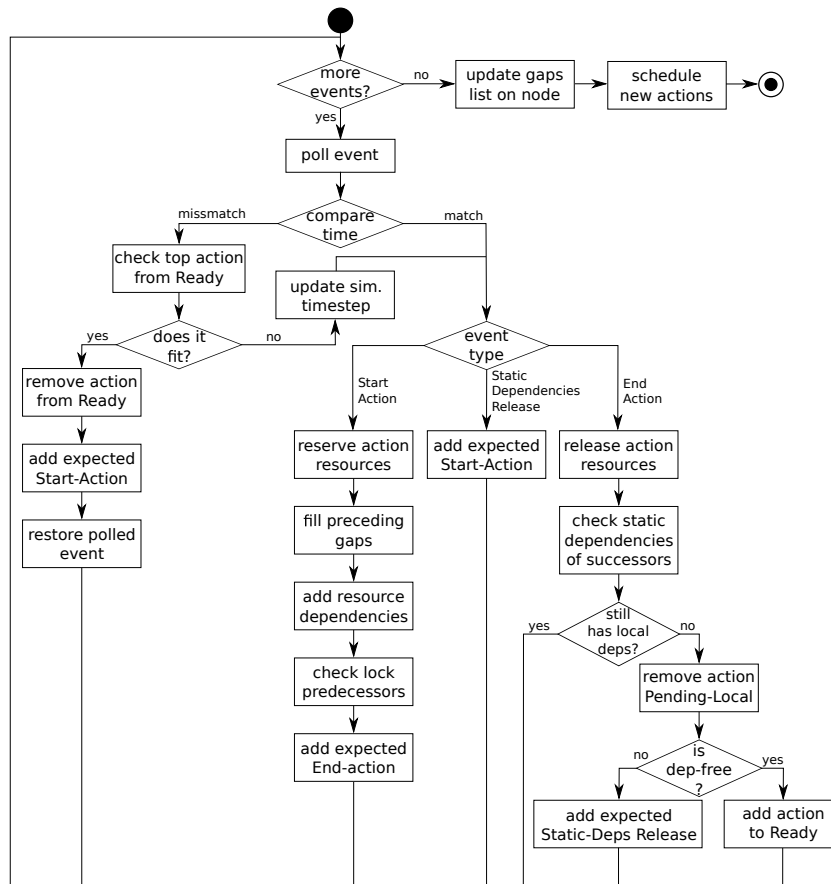 more
events?
no
update gaps
list on node
schedule
new actions
yes
poll event
missmatch
compare
time
match
check top action
from Ready
update sim.
timestep
yes
does it
fit?
no
event
type
remove action
from Ready
Start
Action
Static
Dependencies
Release
End
Action
add expected
Start-Action
reserve action
resources
add expected
Start-Action
release action
resources
restore polled
event
fill preceding
gaps
check static
dependencies
of successors
add resource
dependencies
yes
still
has local
deps?
no
check lock
predecessors
remove action
Pending-Local
add expected
End-action
no
is
dep-free
?
yes
add expected
Static-Deps Release
add action
to Ready